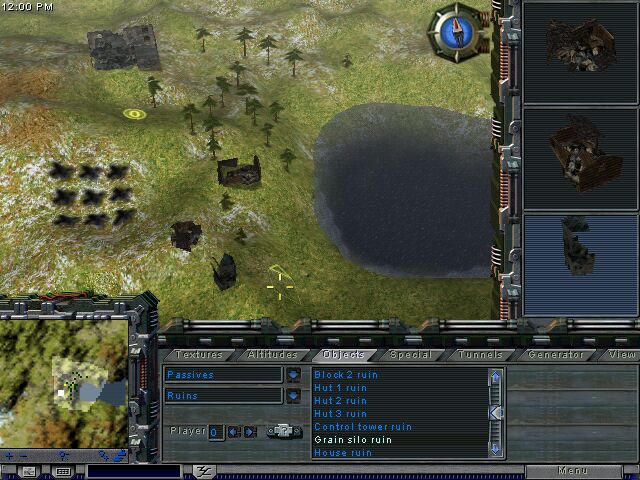 12:00 PM
Textures Altitudes Objects Special Tunnels Generator View
Passives
Ruins
Player 0
Block 2 ruin
Hut 1 ruin
Hut 2 ruin
Hut 3 ruin
Control tower ruin
Grain silo ruin
House ruin
Menu